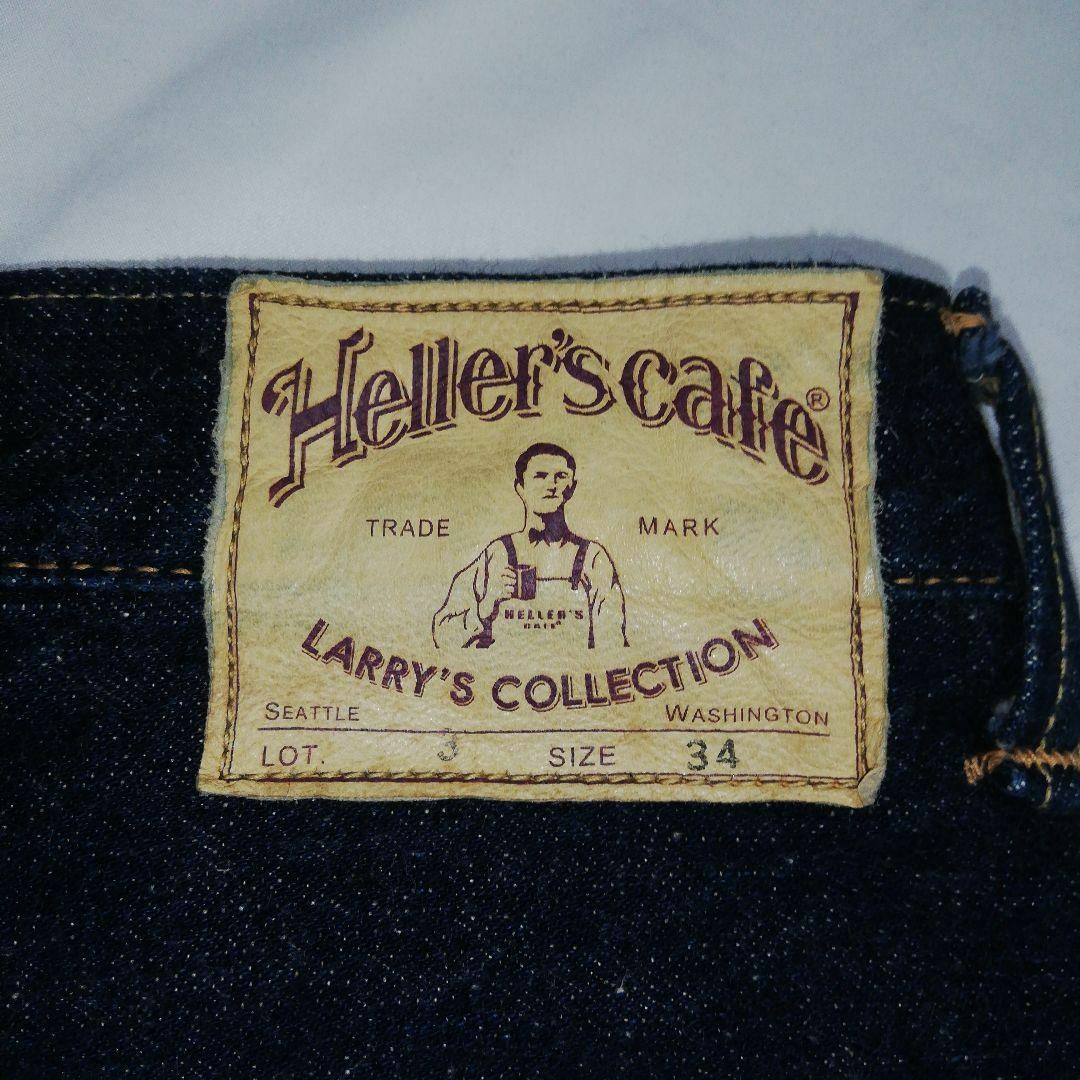 Heller's Cafe®
TRADE MARK
HELLER'S
CAFE
LARRY'S COLLECTION
SEATTLE WASHINGTON
LOT. 3 SIZE 34